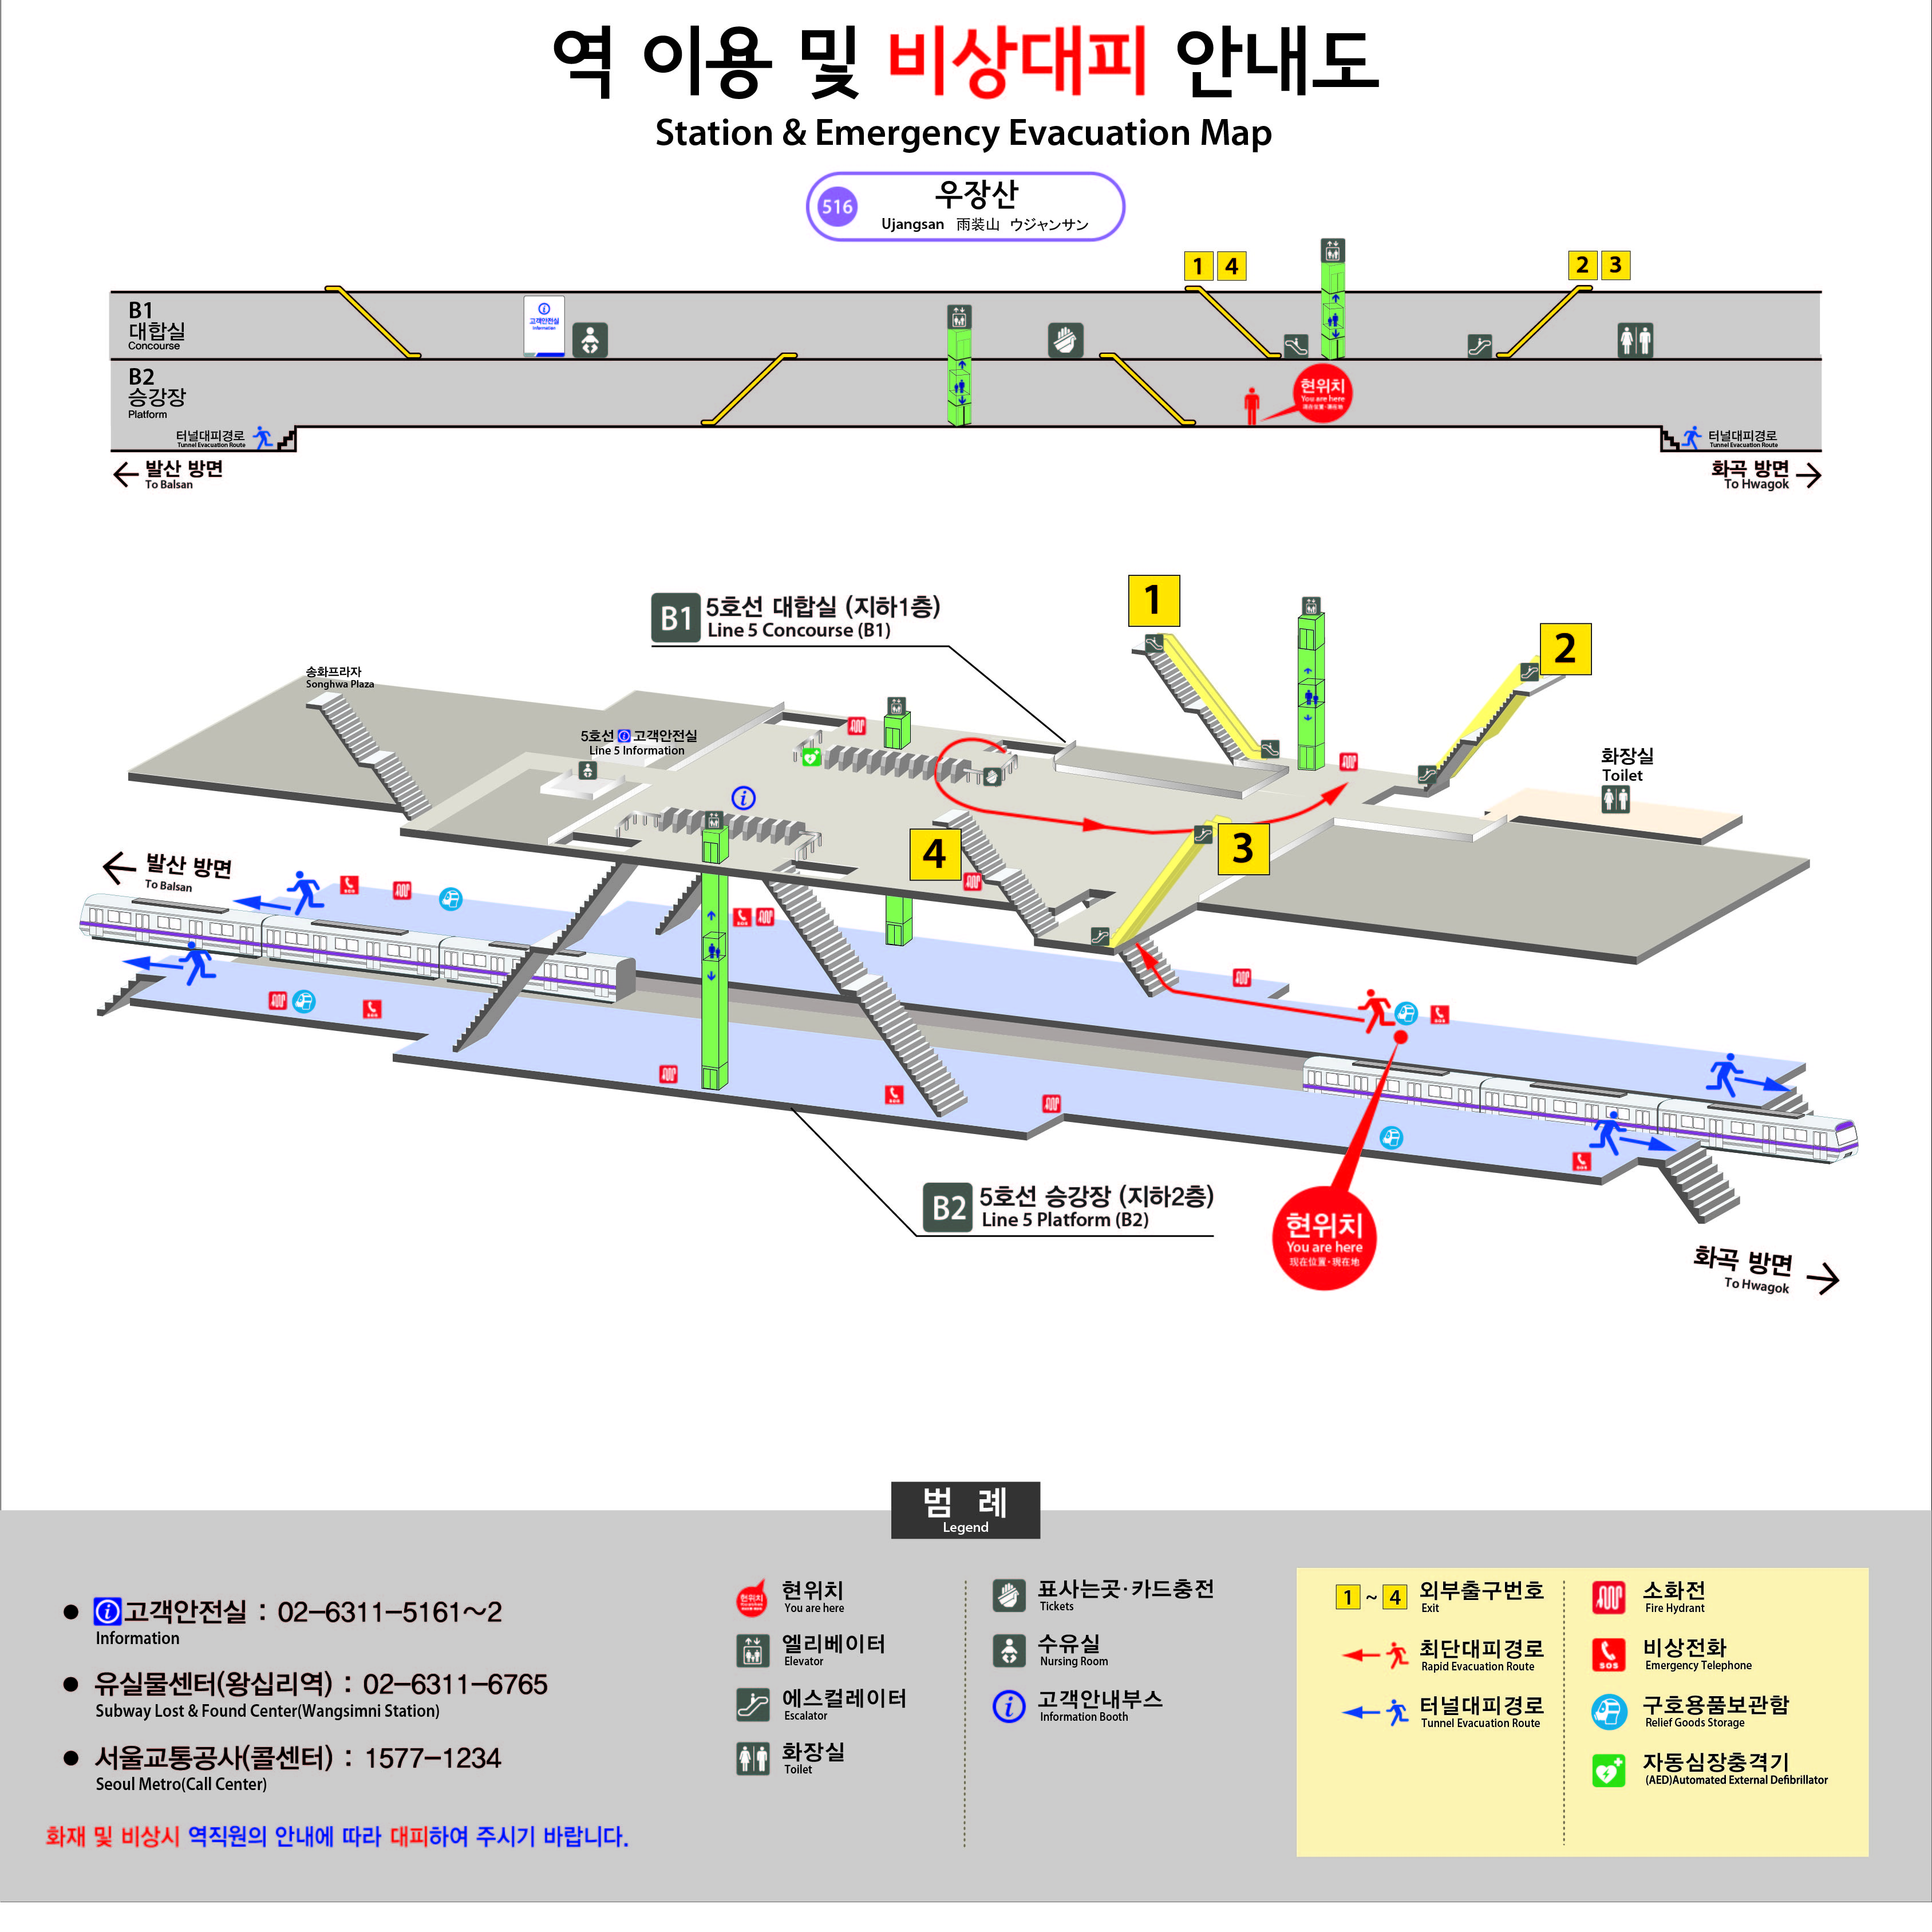 역 이용 및 비상대피 안내도
Station & Emergency Evacuation Map
516
우장산
Ujangsan 雨装山 ウジャンサン
1 4
2 3
B1
대합실
Concourse
고객안전실
Information
B2
승강장
Platform
현위치
You are here
现在位置·現在地
터널대피경로
Tunnel Evacuation Route
터널대피경로
Tunnel Evacuation Route
발산 방면
To Balsan
화곡 방면
To Hwagok
B1
5호선 대합실 (지하1층)
Line 5 Concourse (B1)
1
2
송화프라자
Songhwa Plaza
5호선 고객안전실
Line 5 Information
화장실
Toilet
4
3
발산 방면
To Balsan
B2
5호선 승강장 (지하2층)
Line 5 Platform (B2)
현위치
You are here
现在位置·現在地
화곡 방면
To Hwagok
범 례
Legend
고객안전실 : 02-6311-5161~2
Information
유실물센터(왕십리역) : 02-6311-6765
Subway Lost & Found Center(Wangsimni Station)
서울교통공사(콜센터) : 1577-1234
Seoul Metro(Call Center)
화재 및 비상시 역직원의 안내에 따라 대피하여 주시기 바랍니다.
현위치
You are here
엘리베이터
Elevator
에스컬레이터
Escalator
화장실
Toilet
표사는곳·카드충전
Tickets
수유실
Nursing Room
고객안내부스
Information Booth
1 ~ 4 외부출구번호
Exit
최단대피경로
Rapid Evacuation Route
터널대피경로
Tunnel Evacuation Route
소화전
Fire Hydrant
SOS
비상전화
Emergency Telephone
구호용품보관함
Relief Goods Storage
자동심장충격기
(AED)Automated External Defibrillator